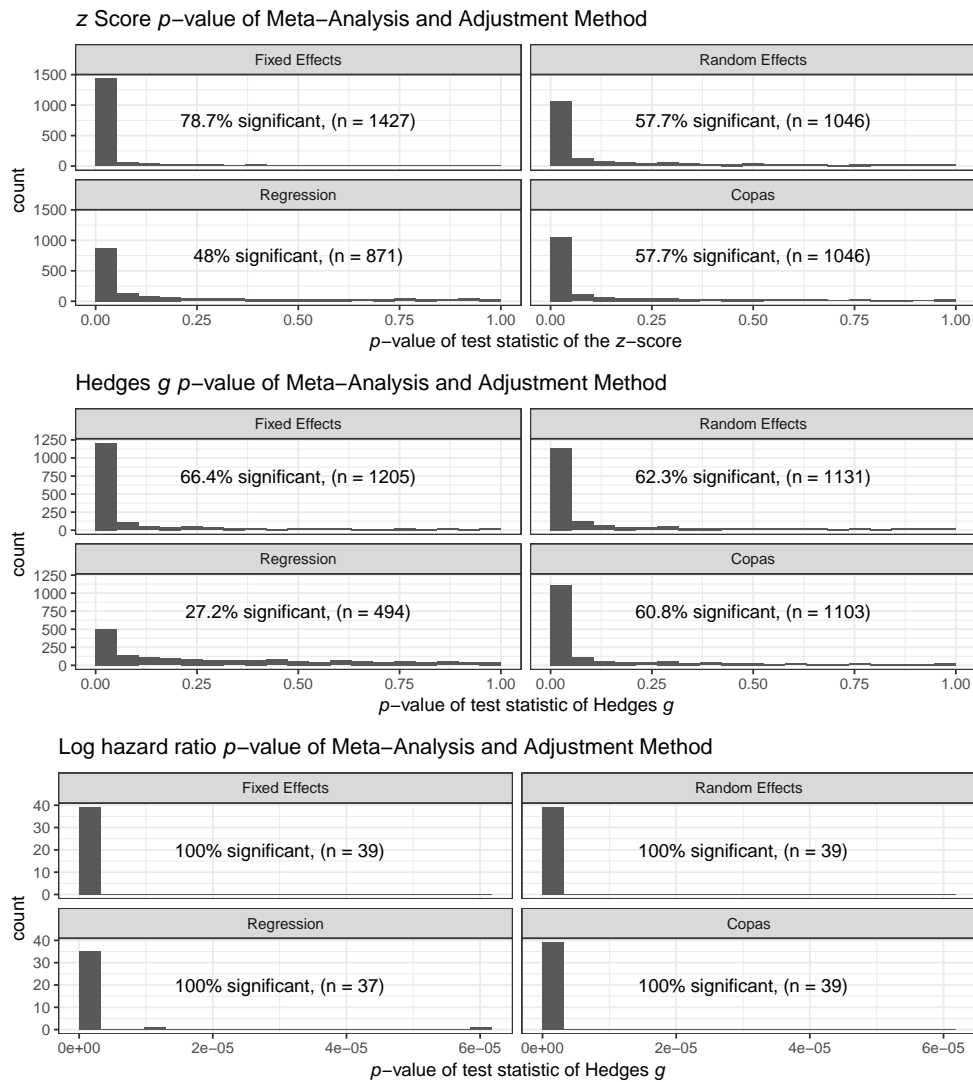 z Score p−value of Meta−Analysis and Adjustment Method
Fixed Effects
Random Effects
1500
1000
500
0
78.7% significant, (n = 1427)
57.7% significant, (n = 1046)
Regression
Copas
1500
1000
500
0
48% significant, (n = 871)
57.7% significant, (n = 1046)
count
0.00 0.25 0.50 0.75 1.00 0.00 0.25 0.50 0.75 1.00
p−value of test statistic of the z−score
Hedges g p−value of Meta−Analysis and Adjustment Method
Fixed Effects
Random Effects
1250
1000
750
500
250
0
66.4% significant, (n = 1205)
62.3% significant, (n = 1131)
Regression
Copas
1250
1000
750
500
250
0
27.2% significant, (n = 494)
60.8% significant, (n = 1103)
count
0.00 0.25 0.50 0.75 1.00 0.00 0.25 0.50 0.75 1.00
p−value of test statistic of Hedges g
Log hazard ratio p−value of Meta−Analysis and Adjustment Method
Fixed Effects
Random Effects
40
30
20
10
0
100% significant, (n = 39)
100% significant, (n = 39)
Regression
Copas
40
30
20
10
0
100% significant, (n = 37)
100% significant, (n = 39)
count
0e+00 2e−05 4e−05 6e−05 0e+00 2e−05 4e−05 6e−05
p−value of test statistic of Hedges g